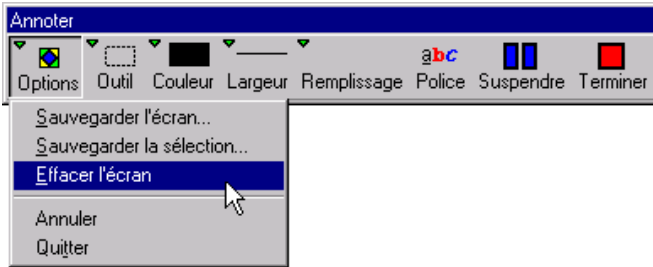 Annoter
abc
Options Outil Couleur Largeur Remplissage Police Suspendre Terminer
Sauvegarder l'écran...
Sauvegarder la sélection...
Effacer l'écran
Annuler
Quitter